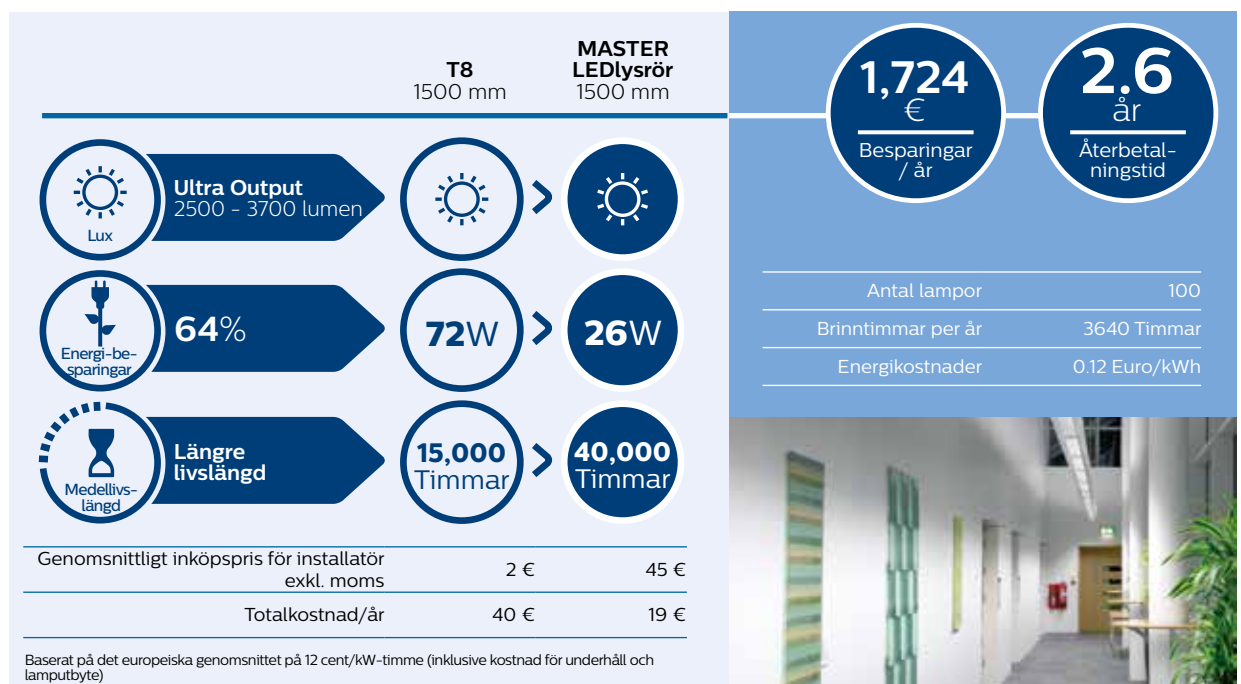 T8
1500 mm
MASTER
LEDlysrör
1500 mm
Lux
Ultra Output
2500 - 3700 lumen
Energi-be-
sparingar
64%
72W
>
26W
Medellivs-
längd
Längre
livslängd
15,000
Timmar
>
40,000
Timmar
Genomsnittligt inköpspris för installatör
exkl. moms
2 €
45 €
Totalkostnad/år
40 €
19 €
Baserat på det europeiska genomsnittet på 12 cent/kW-timme (inklusive kostnad för underhåll och
lamputbyte)
1,724
€
Besparingar
/ år
2.6
år
Återbetal-
ningstid
Antal lampor
100
Brinntimmar per år
3640 Timmar
Energikostnader
0.12 Euro/kWh